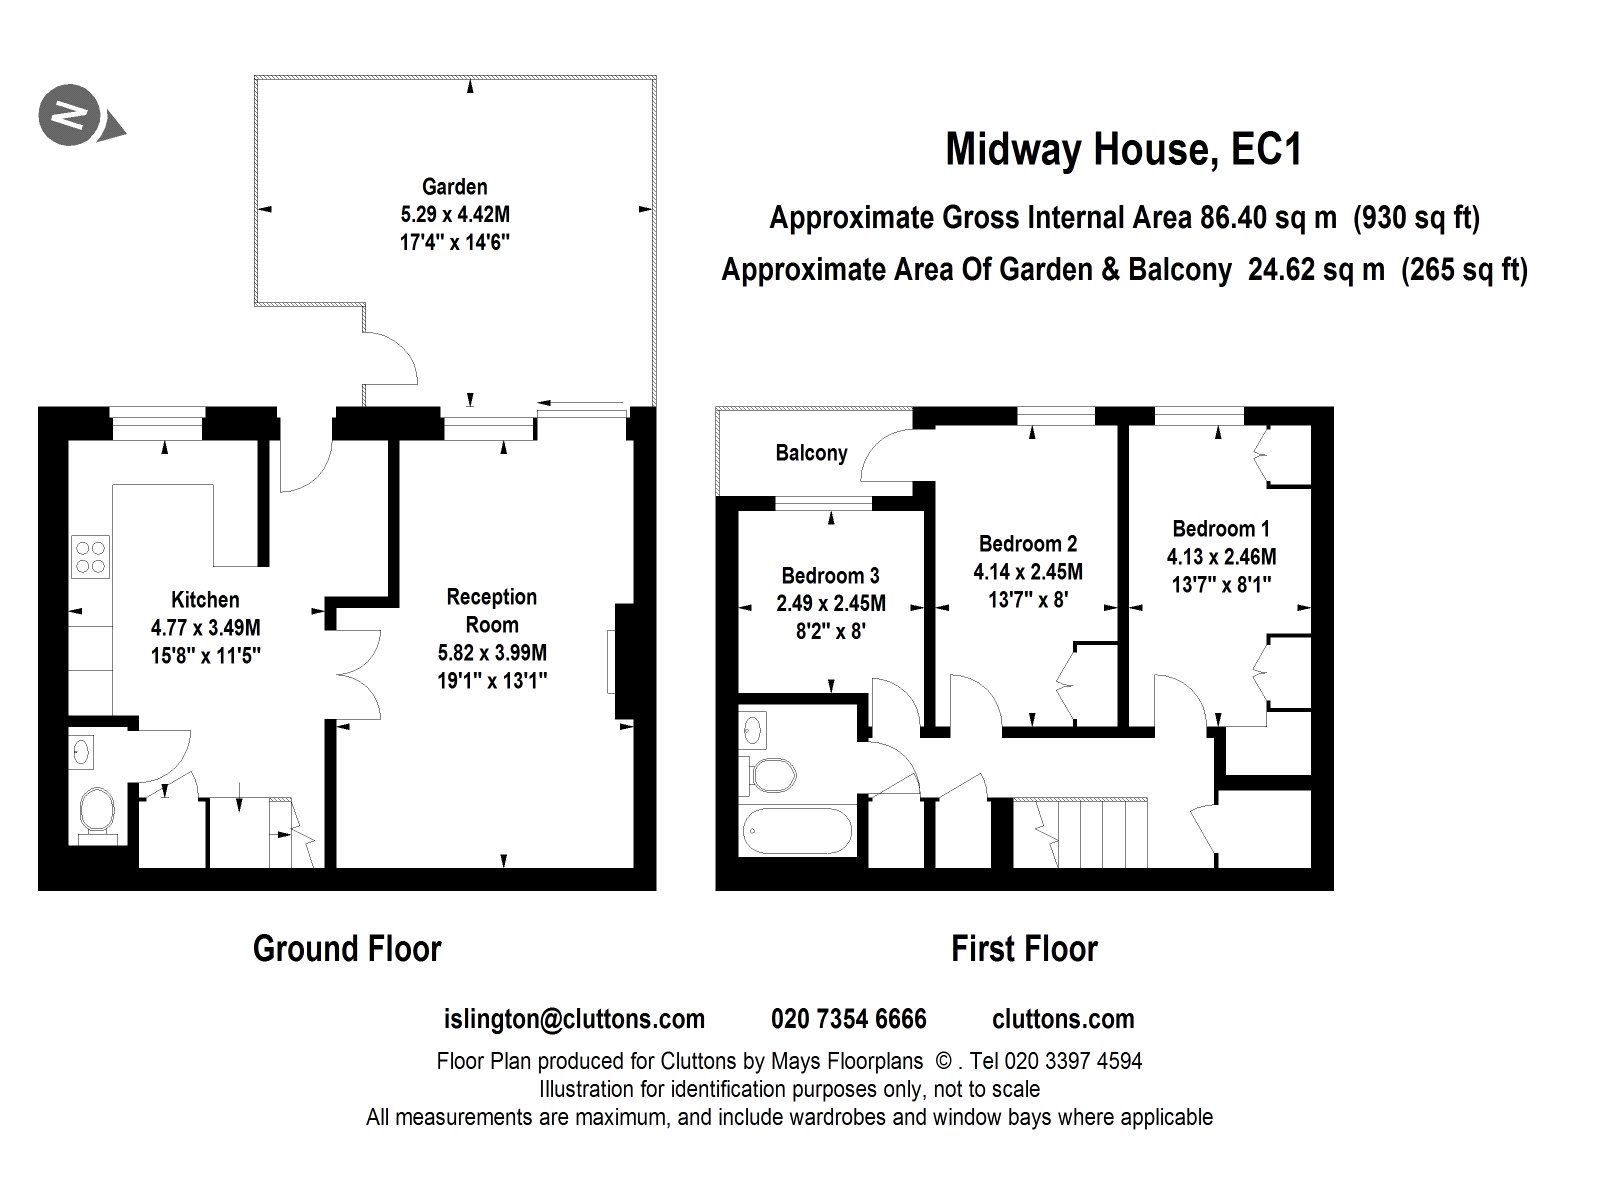 N
Midway House, EC1
Approximate Gross Internal Area 86.40 sq m (930 sq ft)
Approximate Area Of Garden & Balcony 24.62 sq m (265 sq ft)
Garden
5.29 x 4.42M
17'4" x 14'6"
Kitchen
4.77 x 3.49M
15'8" x 11'5"
Reception
Room
5.82 x 3.99M
19'1" x 13'1"
Balcony
Bedroom 3
2.49 x 2.45M
8'2" x 8'
Bedroom 2
4.14 x 2.45M
13'7" x 8'
Bedroom 1
4.13 x 2.46M
13'7" x 8'1"
Ground Floor
First Floor
islington@cluttons.com 020 7354 6666 cluttons.com
Floor Plan produced for Cluttons by Mays Floorplans © . Tel 020 3397 4594
Illustration for identification purposes only, not to scale
All measurements are maximum, and include wardrobes and window bays where applicable